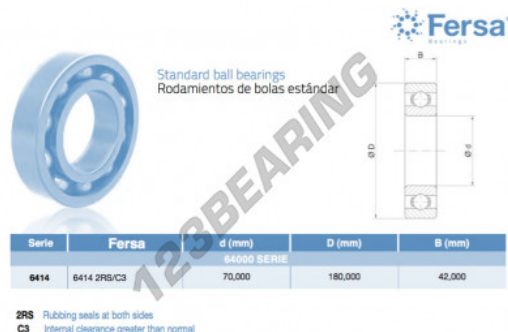 Fersa
Bearings
Standard ball bearings
Rodamientos de bolas estándar
B
Ø D
Ø d
123BEARING
Serie Fersa d (mm) D (mm) B (mm)
64000 SERIE
6414 6414 2RS/C3 70,000 180,000 42,000
2RS Rubbing seals at both sides
C3 Internal clearance greater than normal